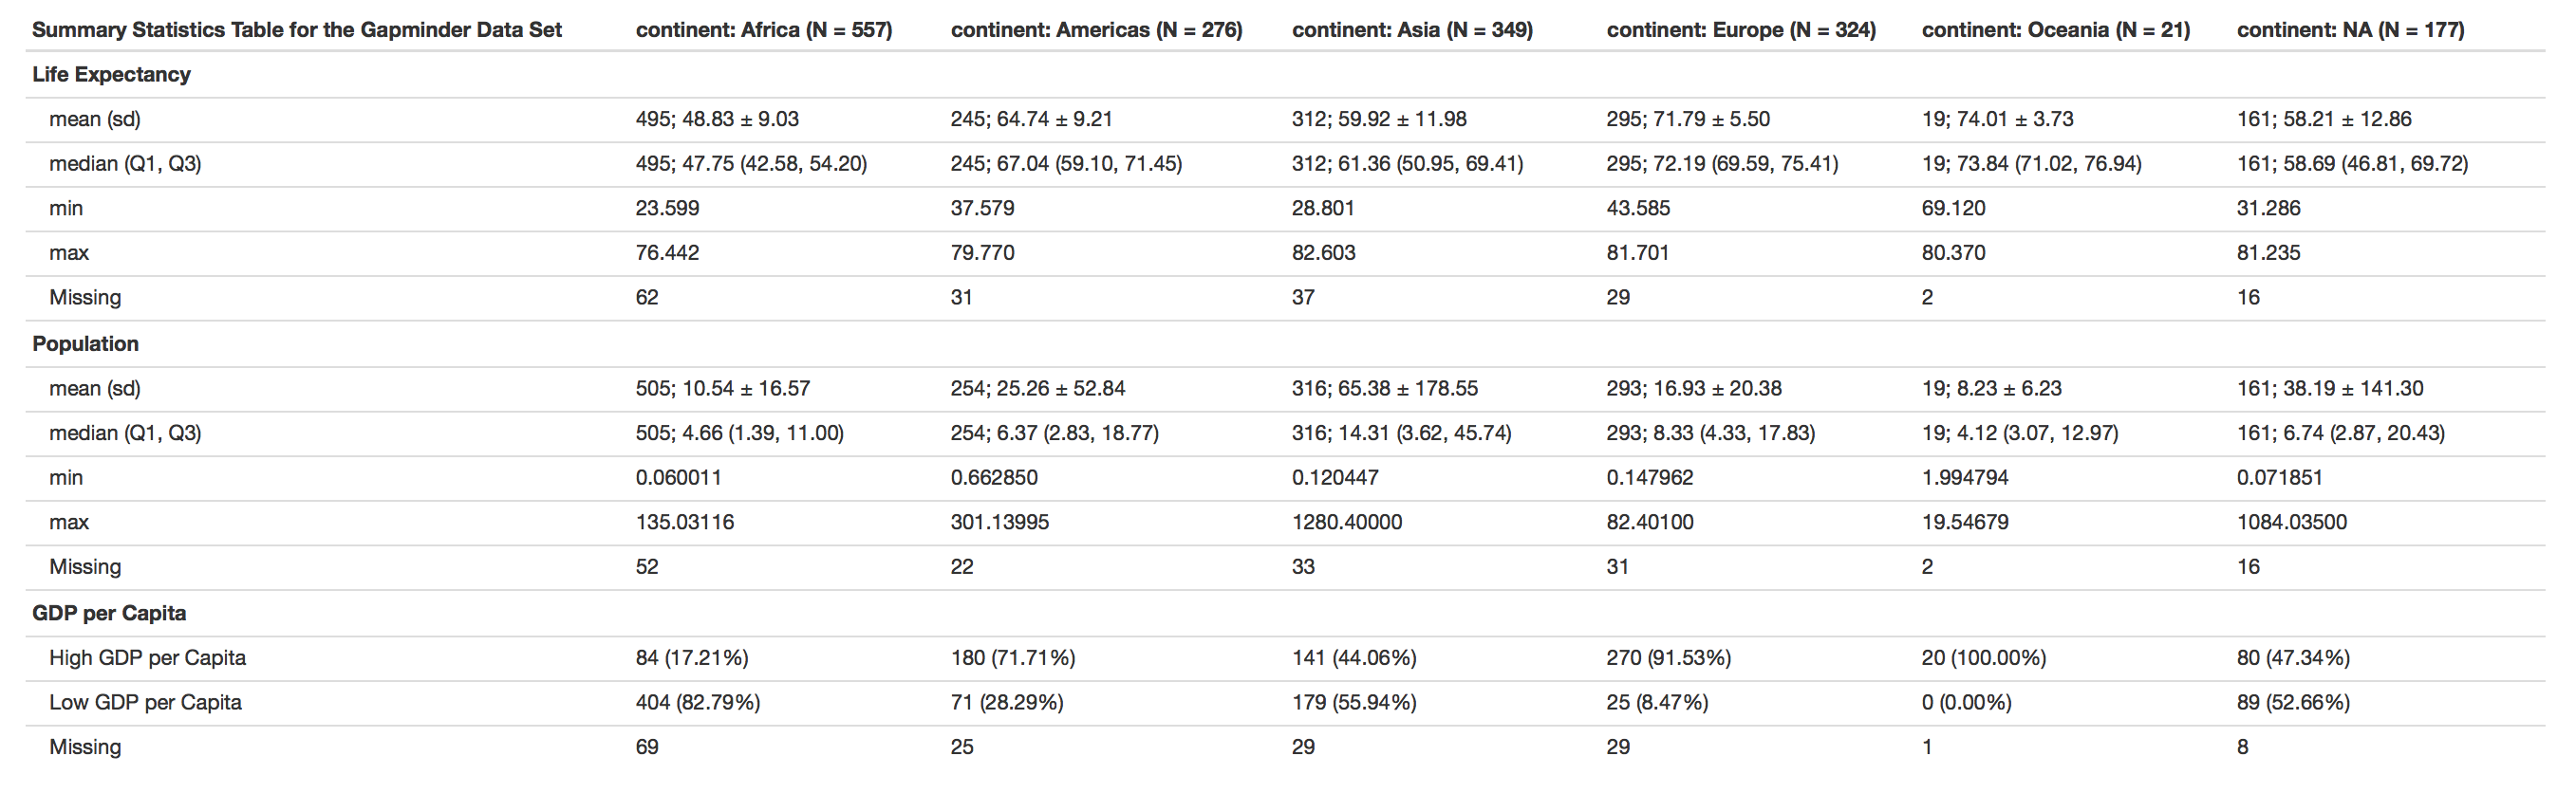 Summary Statistics Table for the Gapminder Data Set continent: Africa (N = 557) continent: Americas (N = 276) continent: Asia (N = 349) continent: Europe (N = 324) continent: Oceania (N = 21) continent: NA (N = 177)
Life Expectancy
mean (sd) 495; 48.83 ± 9.03 245; 64.74 ± 9.21 312; 59.92 ± 11.98 295; 71.79 ± 5.50 19; 74.01 ± 3.73 161; 58.21 ± 12.86
median (Q1, Q3) 495; 47.75 (42.58, 54.20) 245; 67.04 (59.10, 71.45) 312; 61.36 (50.95, 69.41) 295; 72.19 (69.59, 75.41) 19; 73.84 (71.02, 76.94) 161; 58.69 (46.81, 69.72)
min 23.599 37.579 28.801 43.585 69.120 31.286
max 76.442 79.770 82.603 81.701 80.370 81.235
Missing 62 31 37 29 2 16
Population
mean (sd) 505; 10.54 ± 16.57 254; 25.26 ± 52.84 316; 65.38 ± 178.55 293; 16.93 ± 20.38 19; 8.23 ± 6.23 161; 38.19 ± 141.30
median (Q1, Q3) 505; 4.66 (1.39, 11.00) 254; 6.37 (2.83, 18.77) 316; 14.31 (3.62, 45.74) 293; 8.33 (4.33, 17.83) 19; 4.12 (3.07, 12.97) 161; 6.74 (2.87, 20.43)
min 0.060011 0.662850 0.120447 0.147962 1.994794 0.071851
max 135.03116 301.13995 1280.40000 82.40100 19.54679 1084.03500
Missing 52 22 33 31 2 16
GDP per Capita
High GDP per Capita 84 (17.21%) 180 (71.71%) 141 (44.06%) 270 (91.53%) 20 (100.00%) 80 (47.34%)
Low GDP per Capita 404 (82.79%) 71 (28.29%) 179 (55.94%) 25 (8.47%) 0 (0.00%) 89 (52.66%)
Missing 69 25 29 29 1 8